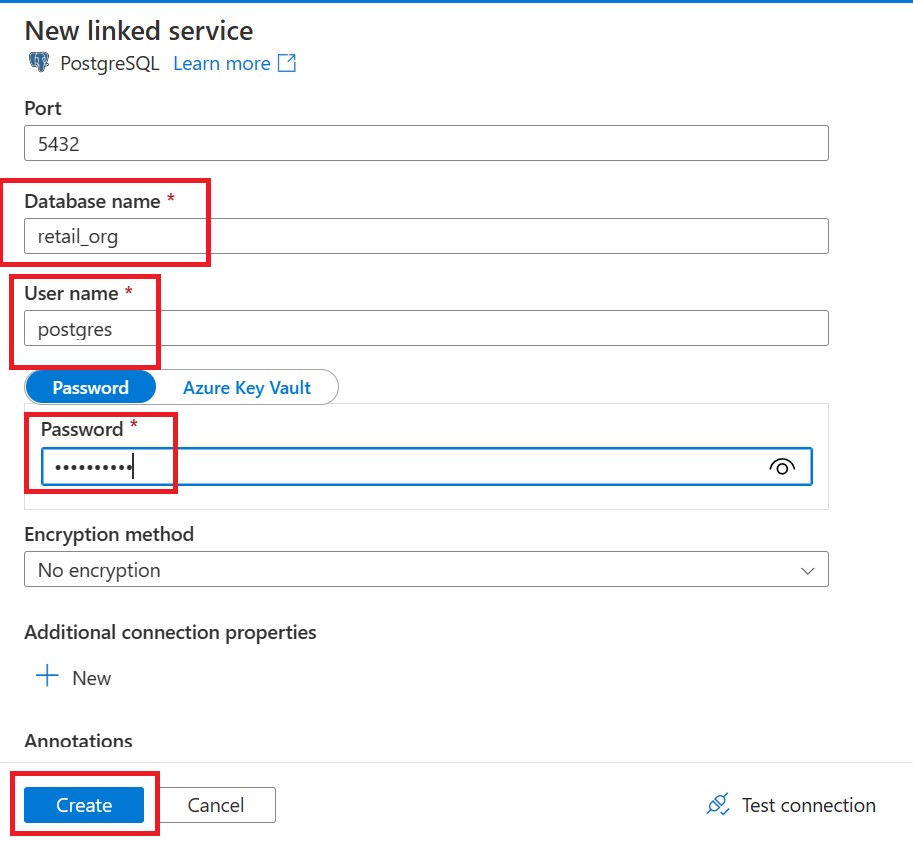 New linked service
PostgreSQL Learn more
Port
5432
Database name *
retail_org
User name *
postgres
Password Azure Key Vault
Password *
••••••••••
Encryption method
No encryption
Additional connection properties
New
Annotations
Create Cancel Test connection